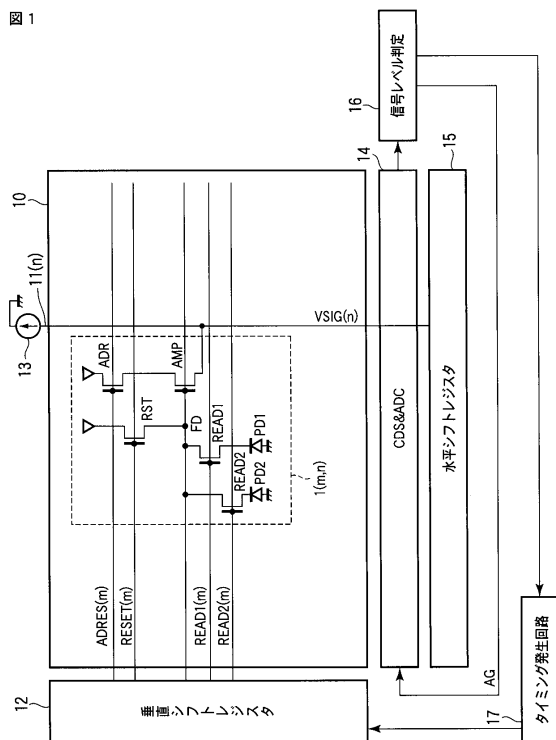 図 1
10
11(n)
13
ADR
AMP
RST
FD
READ1
READ2
PD1
PD2
1(m,n)
VSIG(n)
ADRES(m)
RESET(m)
READ1(m)
READ2(m)
12
垂直シフトレジスタ
14
CDS&ADC
15
水平シフトレジスタ
16
信号レベル判定
AG
17
タイミング発生回路